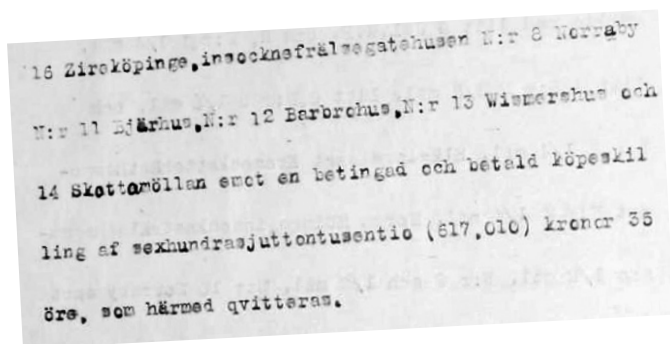 16 Zireköpinge,insocknefrälsegatehusen N:r 8 Norraby
N:r 11 Bjärhus,N:r 12 Barbrohus,N:r 13 Wismershus och
14 Skottamöllan emot en betingad och betald köpeskil
ling af sexhundrasjuttontusentio (617,010) kronor 35
öre, som härmed qvitteras.